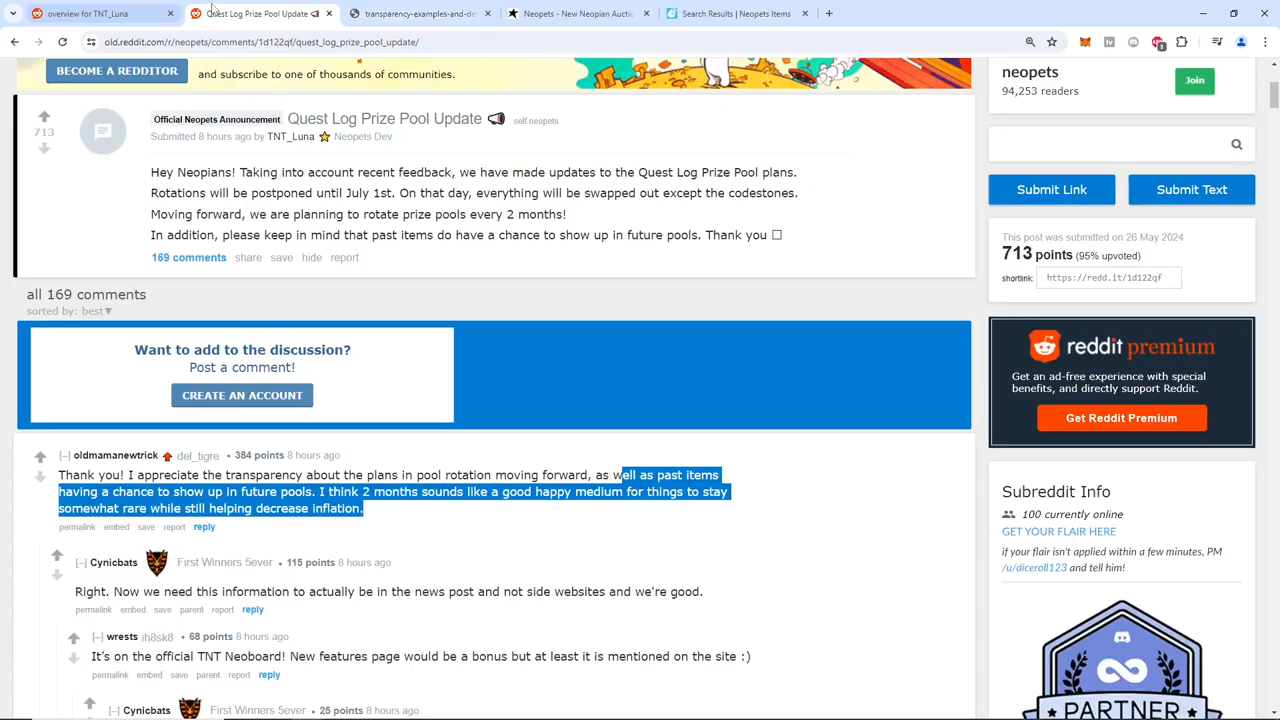 overview for TNT_Luna
Quest Log Prize Pool Update
transparency-examples-and-de
Neopets - New Neopian Auctio
Search Results | Neopets Items
old.reddit.com/r/neopets/comments/1d122qf/quest_log_prize_pool_update/
BECOME A REDDITOR
and subscribe to one of thousands of communities.
713
Official Neopets Announcement Quest Log Prize Pool Update self.neopets
Submitted 8 hours ago by TNT_Luna Neopets Dev
Hey Neopians! Taking into account recent feedback, we have made updates to the Quest Log Prize Pool plans.
Rotations will be postponed until July 1st. On that day, everything will be swapped out except the codestones.
Moving forward, we are planning to rotate prize pools every 2 months!
In addition, please keep in mind that past items do have a chance to show up in future pools. Thank you
169 comments share save hide report
all 169 comments
sorted by: best▼
Want to add to the discussion?
Post a comment!
CREATE AN ACCOUNT
[–] oldmamanewtrick del_tigre • 384 points 8 hours ago
Thank you! I appreciate the transparency about the plans in pool rotation moving forward, as well as past items
having a chance to show up in future pools. I think 2 months sounds like a good happy medium for things to stay
somewhat rare while still helping decrease inflation.
permalink embed save report reply
[–] Cynicbats First Winners 5ever • 115 points 8 hours ago
Right. Now we need this information to actually be in the news post and not side websites and we're good.
permalink embed save parent report reply
[–] wrests ih8sk8 • 68 points 8 hours ago
It's on the official TNT Neoboard! New features page would be a bonus but at least it is mentioned on the site :)
permalink embed save parent report reply
[–] Cynicbats First Winners 5ever • 25 points 8 hours ago
neopets
94,253 readers
Join
Submit Link
Submit Text
This post was submitted on 26 May 2024
713 points (95% upvoted)
shortlink: https://redd.it/1d122qf
reddit premium
Get an ad-free experience with special
benefits, and directly support Reddit.
Get Reddit Premium
Subreddit Info
100 currently online
GET YOUR FLAIR HERE
if your flair isn't applied within a few minutes, PM
/u/diceroll123 and tell him!
PARTNER